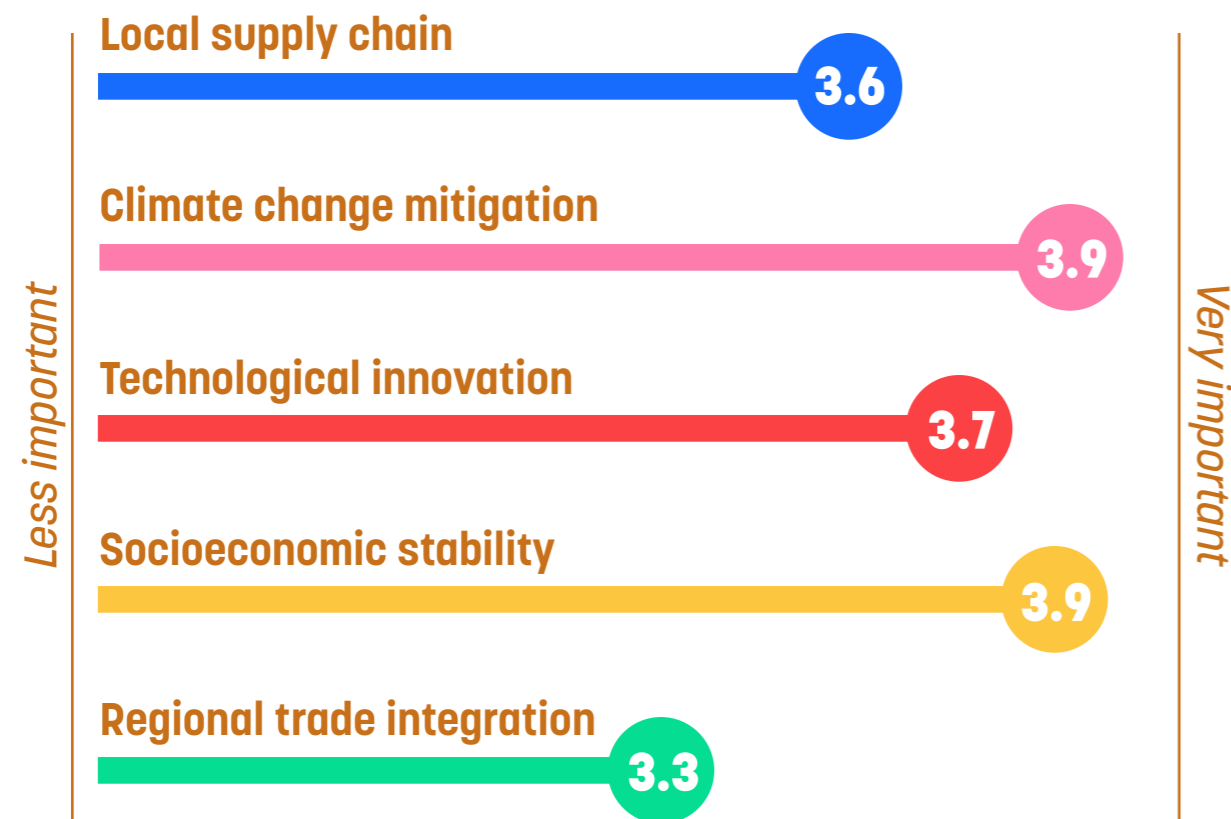 Local supply chain
3.6
Climate change mitigation
3.9
Technological innovation
3.7
Socioeconomic stability
3.9
Regional trade integration
3.3
Less important
Very important